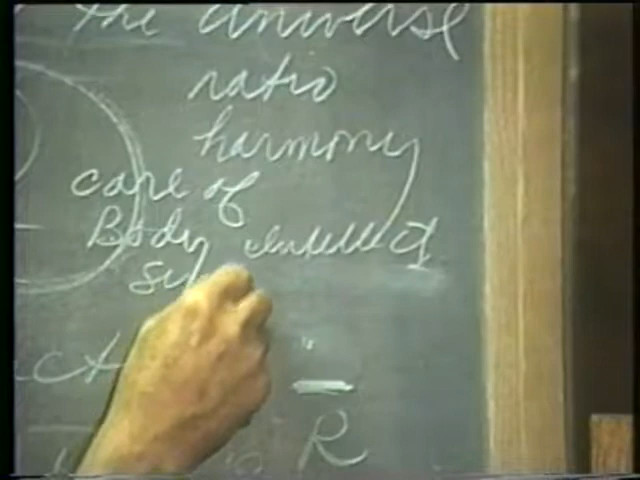 the universe
ratio
harmony
care of
Body Intellect
R